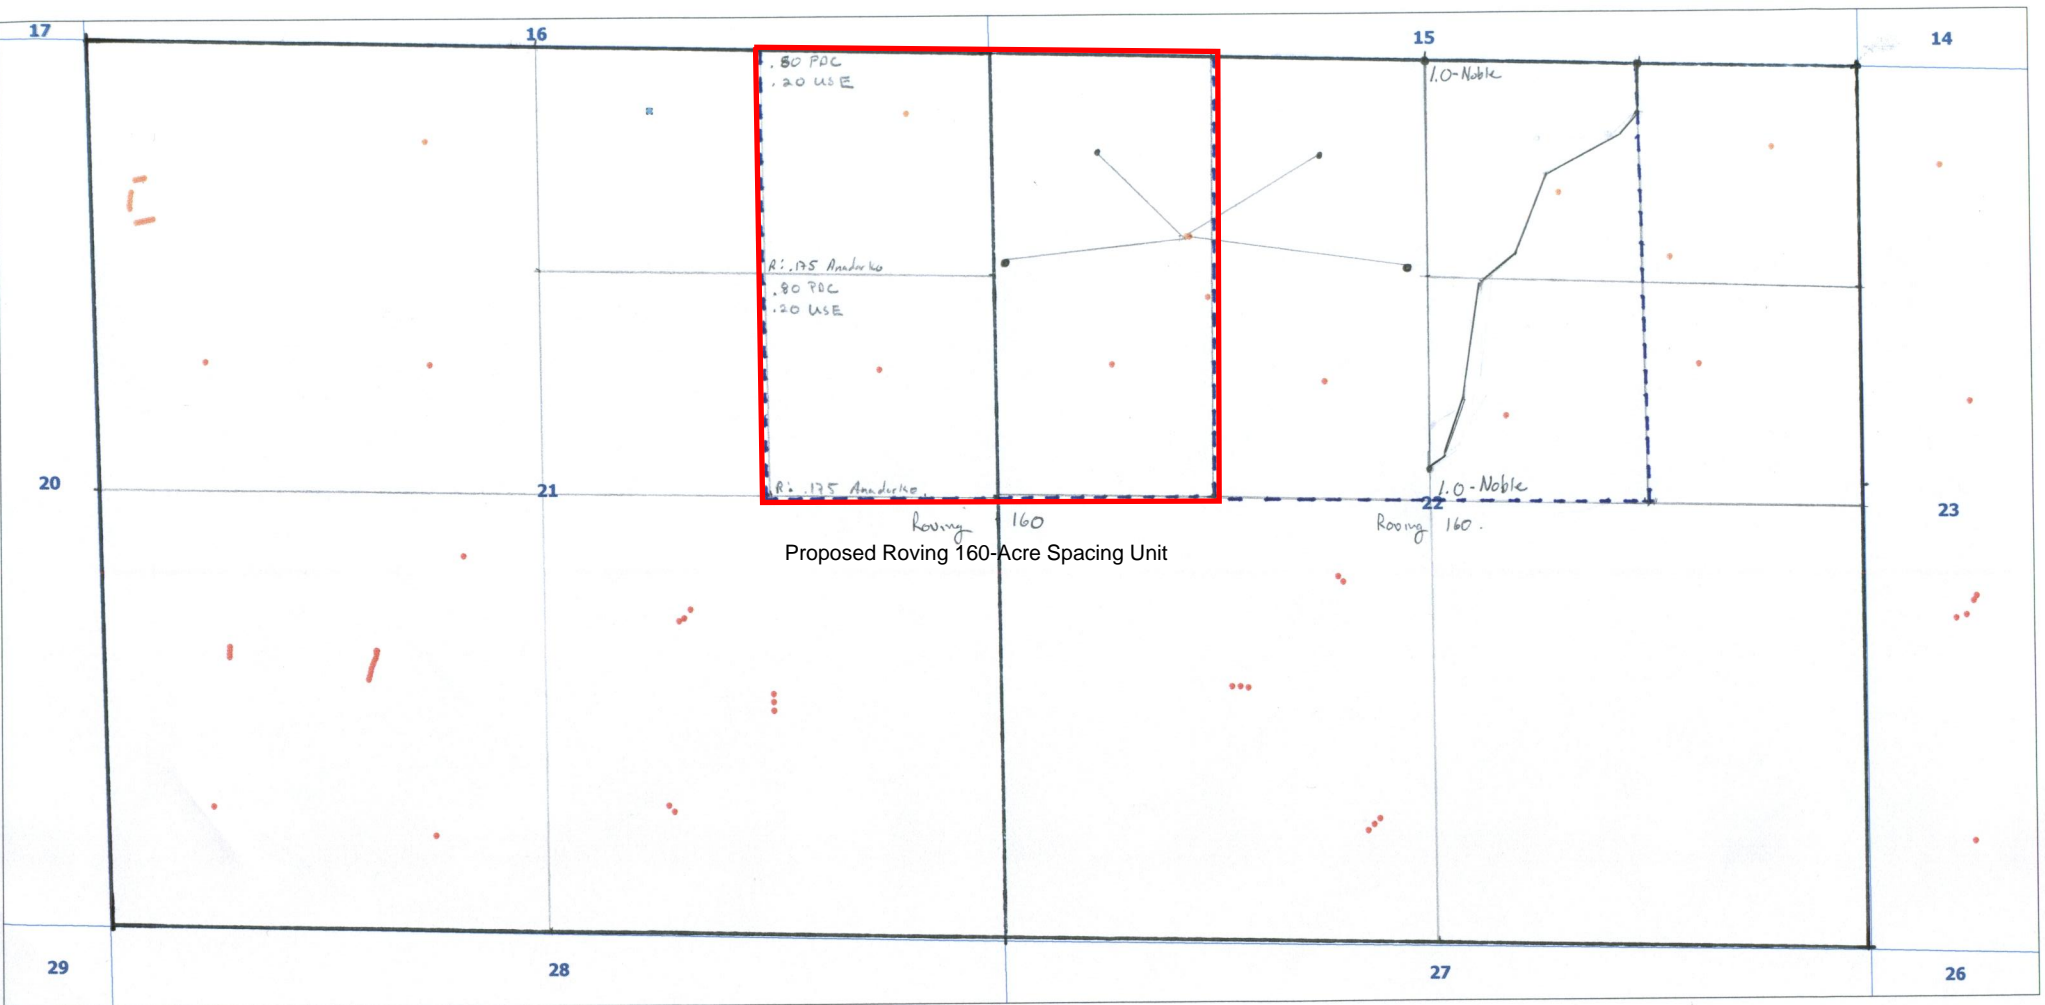 17
16
15
14
.80 PDC
.20 USE
1.0-Noble
R: .175 Anadarko
.80 PDC
.20 USE
20
21
R: .175 Anadarko
1.0-Noble
22
23
Roving 160
Roving 160.
Proposed Roving 160-Acre Spacing Unit
29
28
27
26